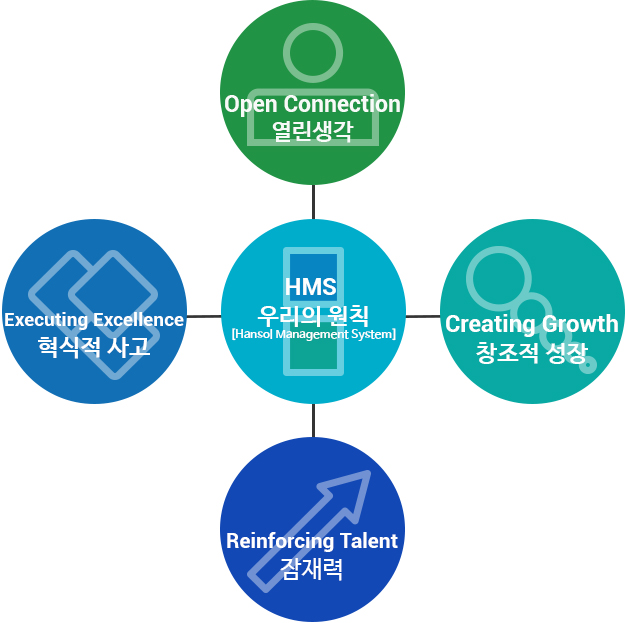 Open Connection
열린생각
Executing Excellence
혁식적 사고
HMS
우리의 원칙
[Hansol Management System]
Creating Growth
창조적 성장
Reinforcing Talent
잠재력